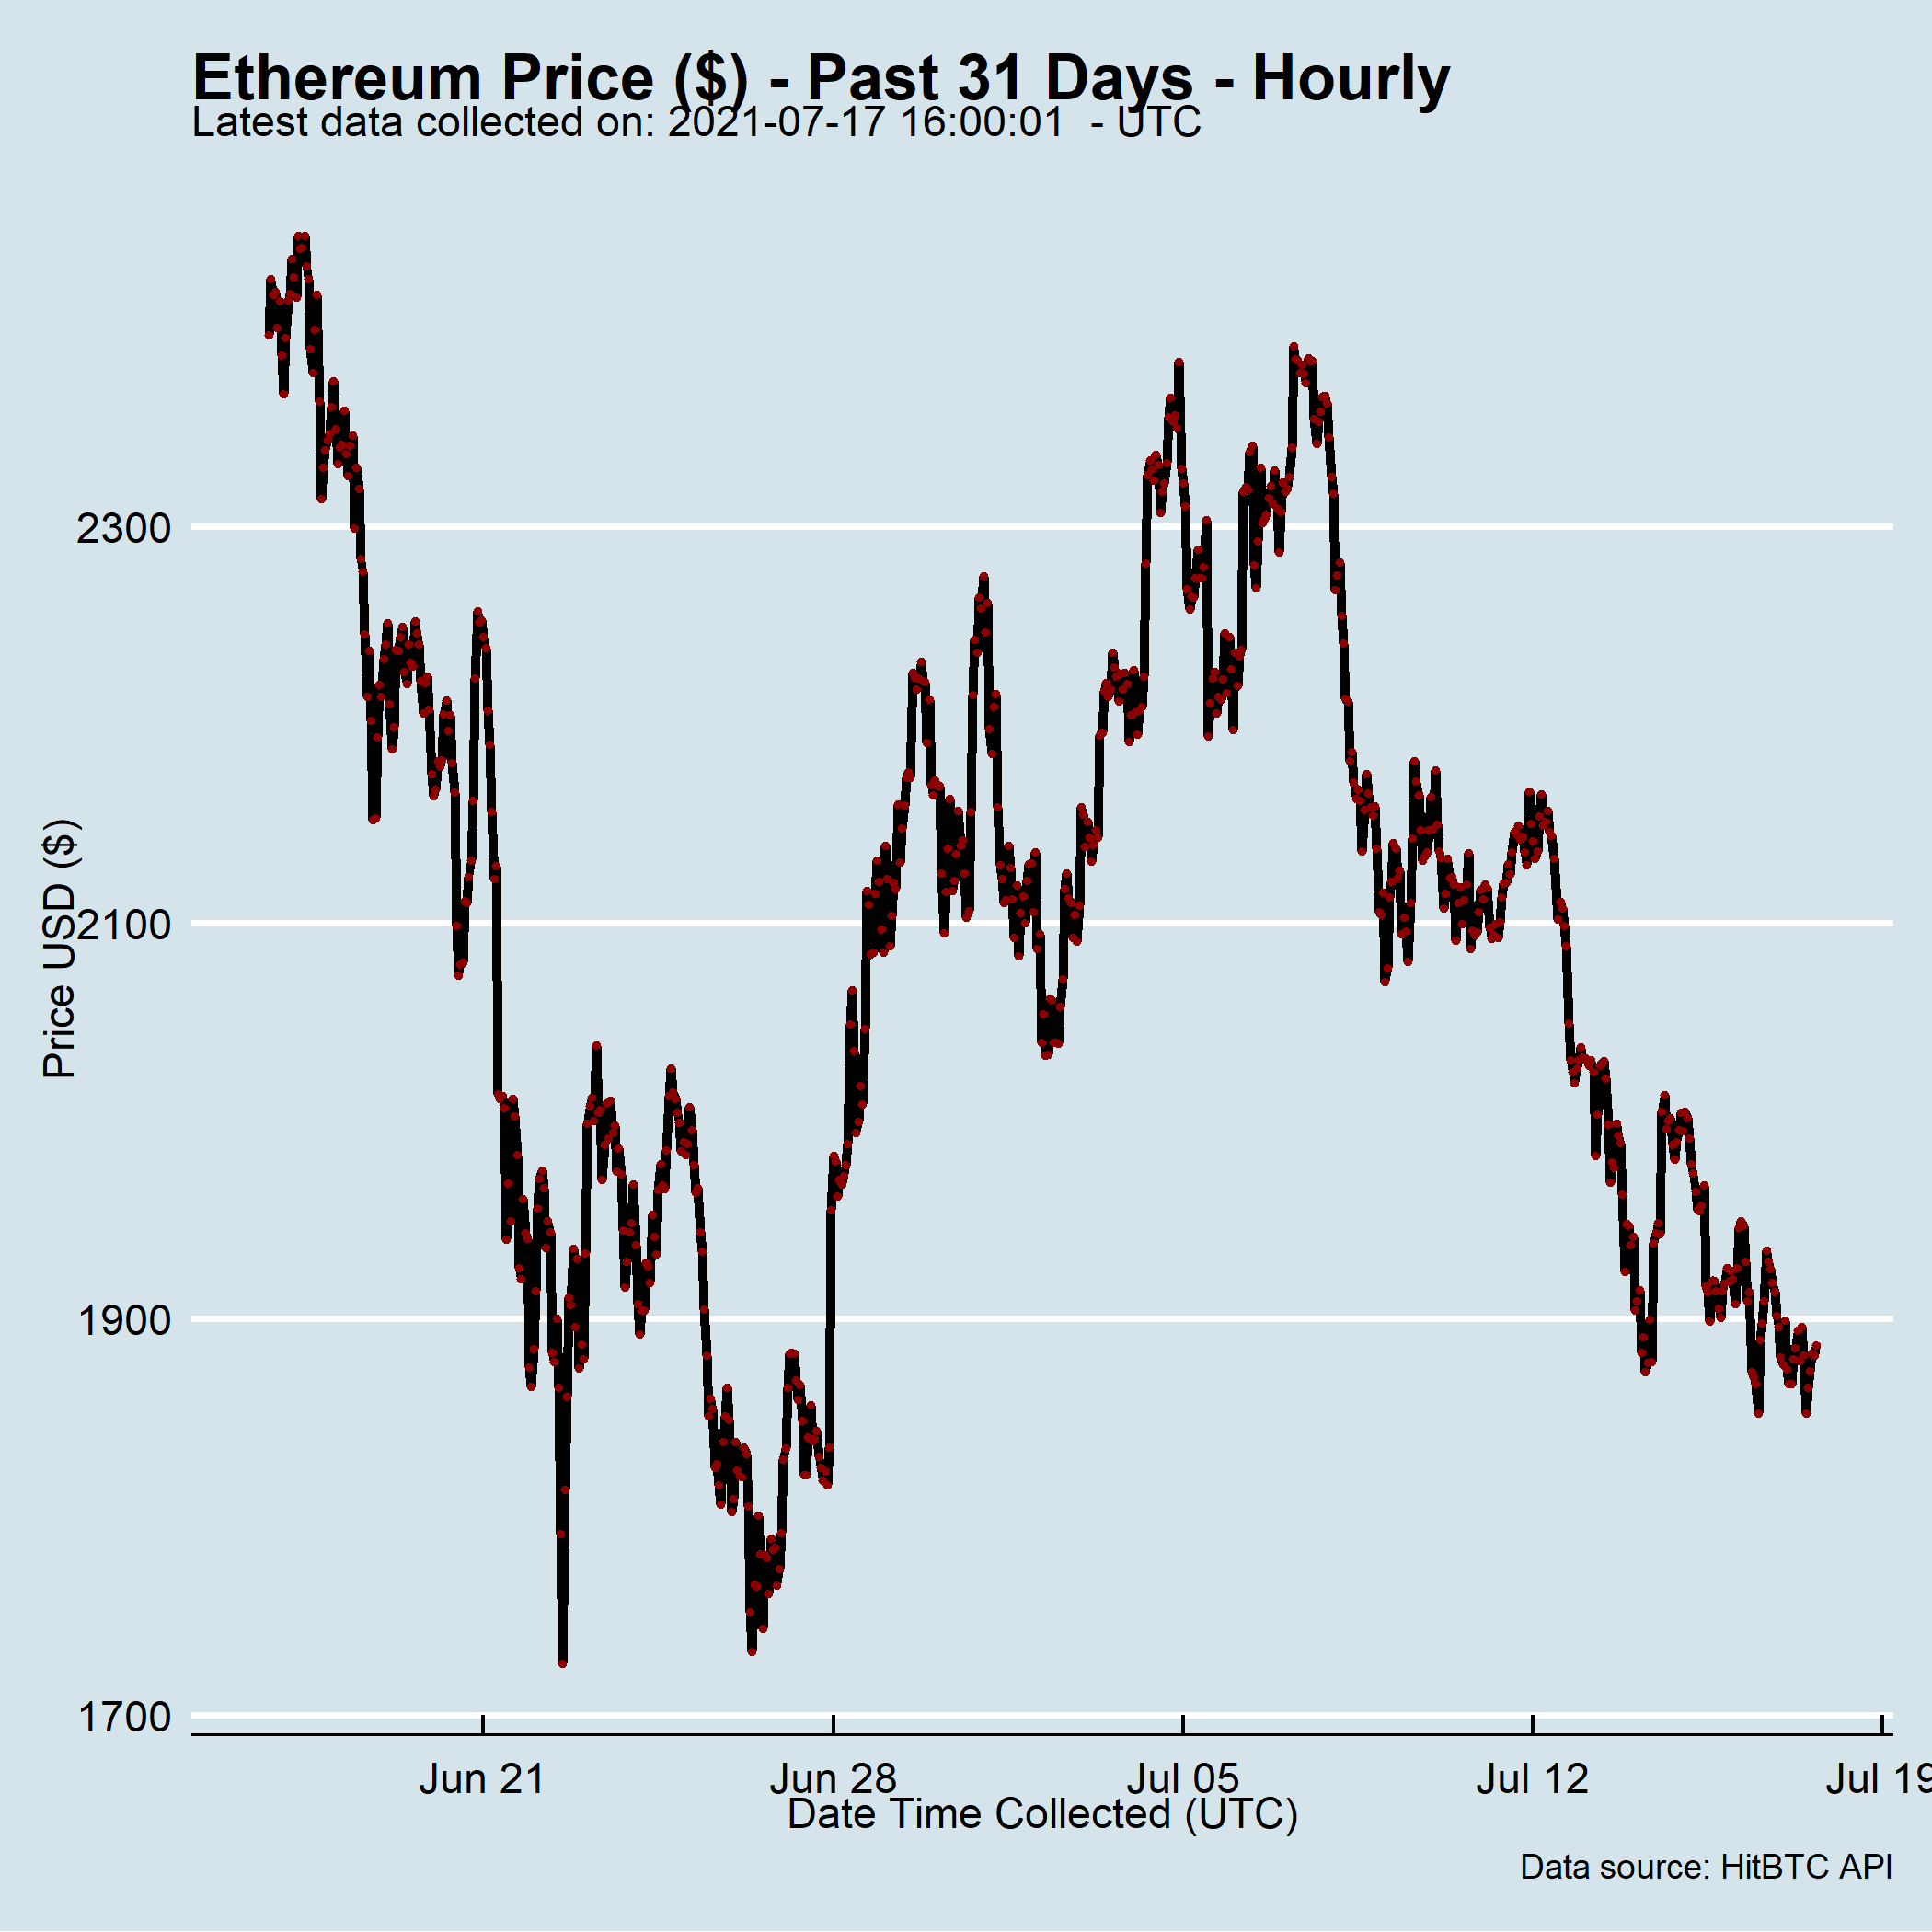 Ethereum Price ($) - Past 31 Days - Hourly
Latest data collected on: 2021-07-17 16:00:01  - UTC
Price USD ($)
2300
2100
1900
1700
Jun 21
Jun 28
Jul 05
Jul 12
Jul 19
Date Time Collected (UTC)
Data source: HitBTC API